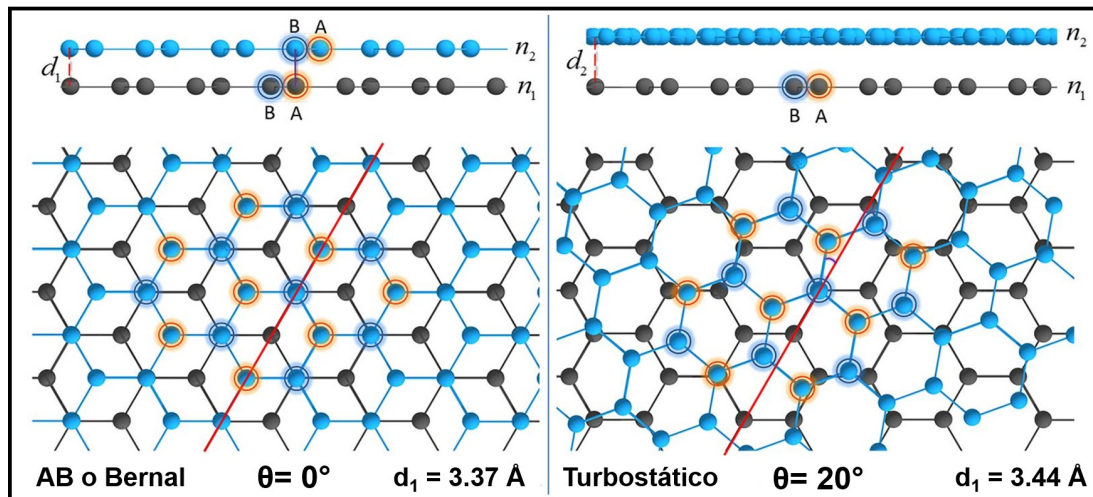 B A
n2
d1
n1
B A
n2
d2
n1
B A
AB o Bernal θ= 0° d₁ = 3.37 Å
Turbostático θ= 20° d₁ = 3.44 Å